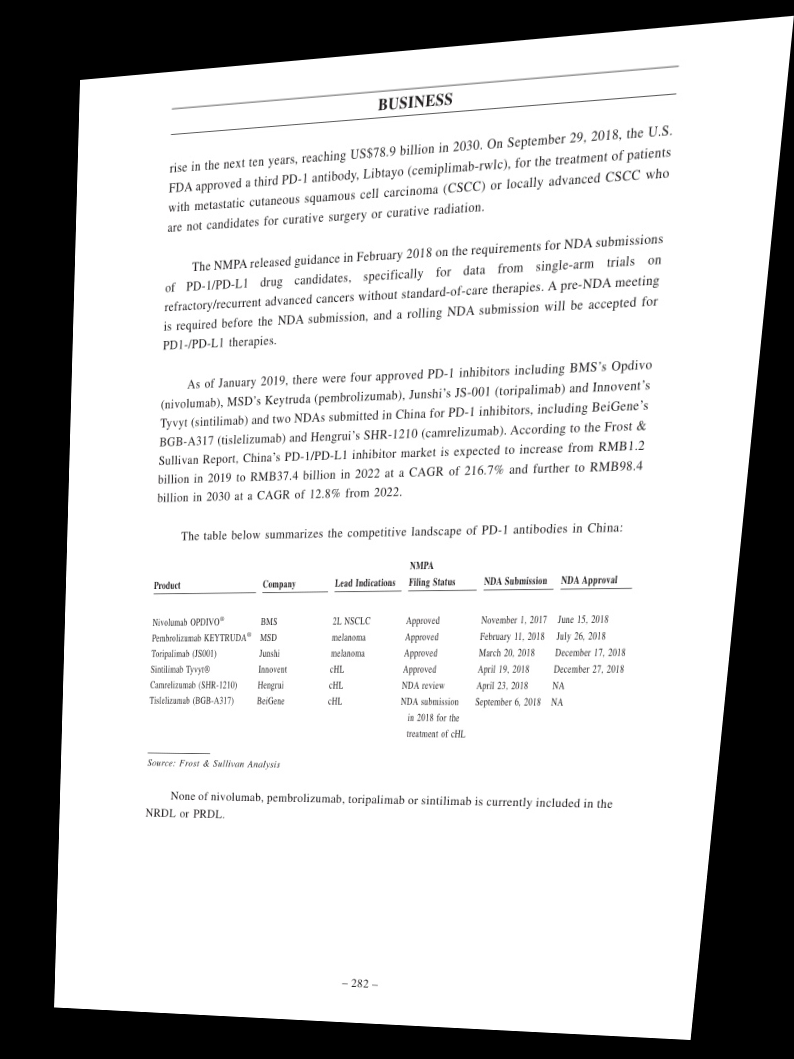 BUSINESS
rise in the next ten years, reaching US$78.9 billion in 2030. On September 29, 2018, the U.S.
FDA approved a third PD-1 antibody, Libtayo (cemiplimab-rwlc), for the treatment of patients
with metastatic cutaneous squamous cell carcinoma (CSCC) or locally advanced CSCC who
are not candidates for curative surgery or curative radiation.
The NMPA released guidance in February 2018 on the requirements for NDA submissions
of PD-1/PD-L1 drug candidates, specifically for data from single-arm trials on
refractory/recurrent advanced cancers without standard-of-care therapies. A pre-NDA meeting
is required before the NDA submission, and a rolling NDA submission will be accepted for
PD1-/PD-L1 therapies.
As of January 2019, there were four approved PD-1 inhibitors including BMS's Opdivo
(nivolumab), MSD's Keytruda (pembrolizumab), Junshi's JS-001 (toripalimab) and Innovent's
Tyvyt (sintilimab) and two NDAs submitted in China for PD-1 inhibitors, including BeiGene's
BGB-A317 (tislelizumab) and Hengrui's SHR-1210 (camrelizumab). According to the Frost &
Sullivan Report, China's PD-1/PD-L1 inhibitor market is expected to increase from RMB1.2
billion in 2019 to RMB37.4 billion in 2022 at a CAGR of 216.7% and further to RMB98.4
billion in 2030 at a CAGR of 12.8% from 2022.
The table below summarizes the competitive landscape of PD-1 antibodies in China:
NMPA
Product Company Lead Indications Filing Status NDA Submission NDA Approval
Nivolumab OPDIVO® BMS 2L NSCLC Approved November 1, 2017 June 15, 2018
Pembrolizumab KEYTRUDA® MSD melanoma Approved February 11, 2018 July 26, 2018
Toripalimab (JS001) Junshi melanoma Approved March 20, 2018 December 17, 2018
Sintilimab Tyvyt® Innovent cHL Approved April 19, 2018 December 27, 2018
Camrelizumab (SHR-1210) Hengrui cHL NDA review April 23, 2018 NA
Tislelizamab (BGB-A317) BeiGene cHL NDA submission September 6, 2018 NA
in 2018 for the
treatment of cHL
Source: Frost & Sullivan Analysis
None of nivolumab, pembrolizumab, toripalimab or sintilimab is currently included in the
NRDL or PRDL.
– 282 –